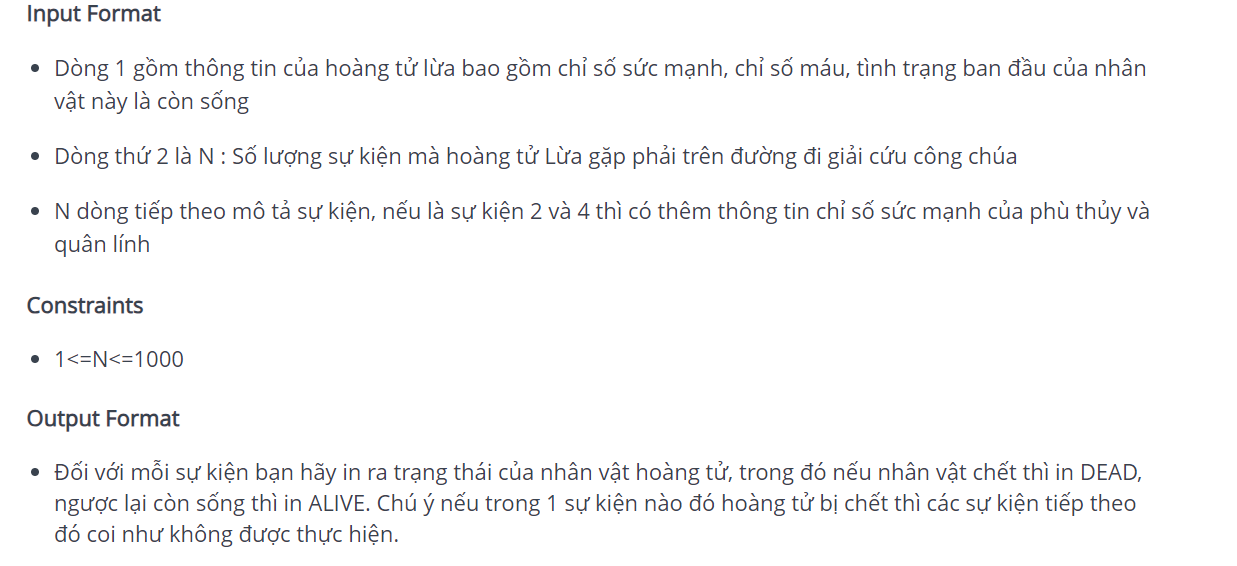 Input Format
• Dòng 1 gồm thông tin của hoàng tử lừa bao gồm chỉ số sức mạnh, chỉ số máu, tình trạng ban đầu của nhân
vật này là còn sống
• Dòng thứ 2 là N : Số lượng sự kiện mà hoàng tử Lừa gặp phải trên đường đi giải cứu công chúa
• N dòng tiếp theo mô tả sự kiện, nếu là sự kiện 2 và 4 thì có thêm thông tin chỉ số sức mạnh của phù thủy và
quân lính
Constraints
• 1<=N<=1000
Output Format
• Đối với mỗi sự kiện bạn hãy in ra trạng thái của nhân vật hoàng tử, trong đó nếu nhân vật chết thì in DEAD,
ngược lại còn sống thì in ALIVE. Chú ý nếu trong 1 sự kiện nào đó hoàng tử bị chết thì các sự kiện tiếp theo
đó coi như không được thực hiện.